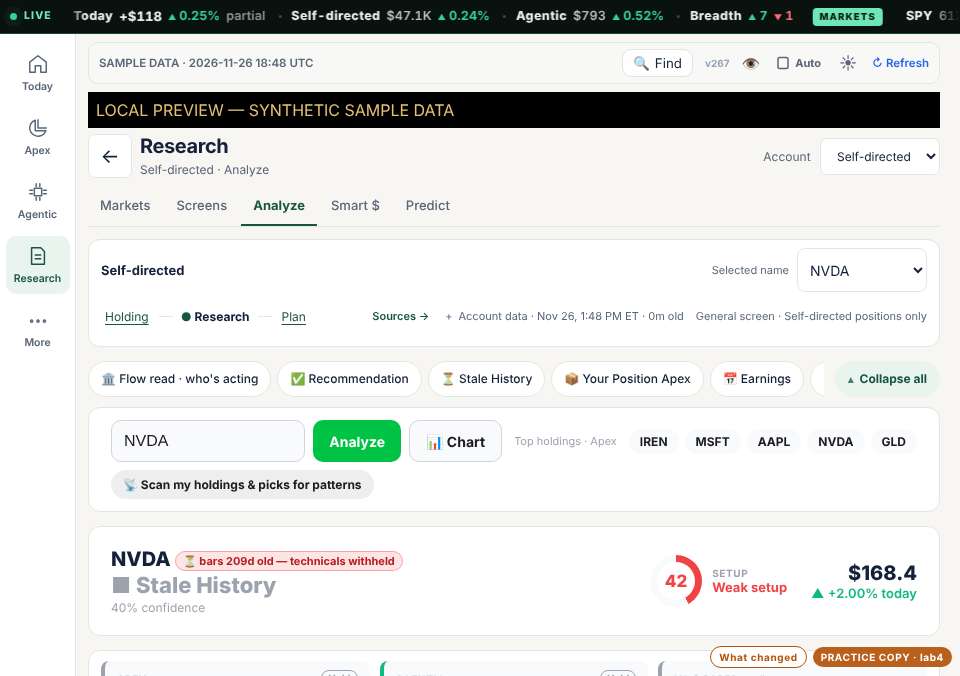 LIVE Today +$118 ▲ 0.25% partial · Self-directed $47.1K ▲ 0.24% · Agentic $793 ▲ 0.52% · Breadth ▲ 7 ▼ 1 MARKETS SPY
Today
Apex
Agentic
Research
More
SAMPLE DATA · 2026-11-26 18:48 UTC
🔍 Find v267 👁️ Auto ☀ ↻ Refresh
LOCAL PREVIEW — SYNTHETIC SAMPLE DATA
← Research
Self-directed · Analyze
Account Self-directed
Markets Screens Analyze Smart $ Predict
Self-directed Selected name NVDA
Holding Research Plan Sources → + Account data · Nov 26, 1:48 PM ET · 0m old General screen · Self-directed positions only
🏛️ Flow read · who's acting ✅ Recommendation ⏳ Stale History 📦 Your Position Apex 📅 Earnings ▲ Collapse all
NVDA Analyze 📊 Chart Top holdings · Apex IREN MSFT AAPL NVDA GLD
📡 Scan my holdings & picks for patterns
NVDA ⏳ bars 209d old — technicals withheld
■ Stale History
40% confidence
42 SETUP
Weak setup
$168.4
▲ +2.00% today
What changed PRACTICE COPY · lab4